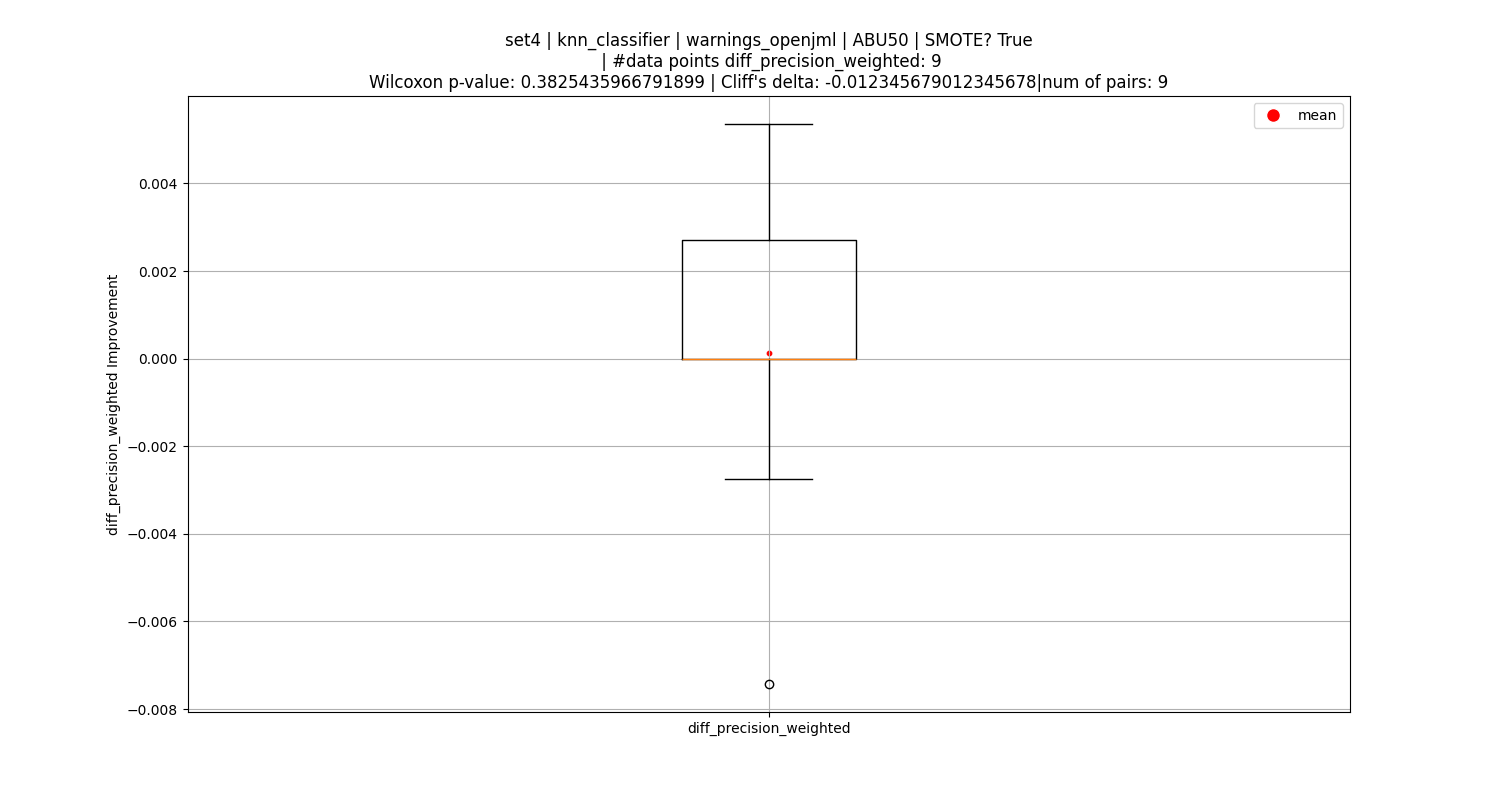 set4 | knn_classifier | warnings_openjml | ABU50 | SMOTE? True
| #data points diff_precision_weighted: 9
Wilcoxon p-value: 0.3825435966791899 | Cliff's delta: -0.012345679012345678|num of pairs: 9
mean
0.004
0.002
0.000
−0.002
−0.004
−0.006
−0.008
diff_precision_weighted Improvement
diff_precision_weighted